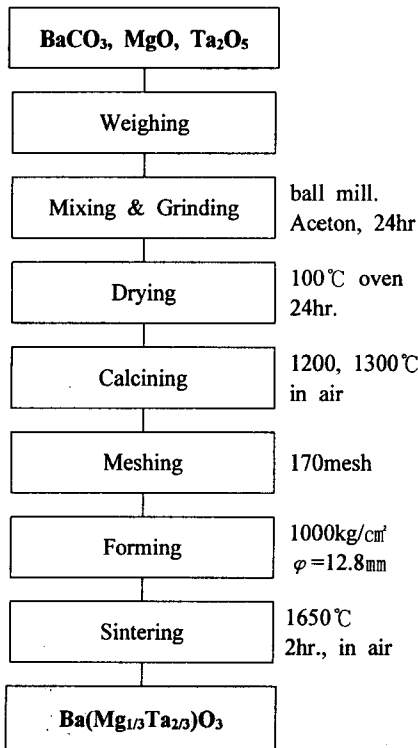 BaCO₃, MgO, Ta₂O₅
Weighing
Mixing & Grinding
ball mill.
Aceton, 24hr
Drying
100℃ oven
24hr.
Calcining
1200, 1300℃
in air
Meshing
170mesh
Forming
1000kg/㎠
φ=12.8㎜
Sintering
1650℃
2hr., in air
Ba(Mg₁/₃Ta₂/₃)O₃